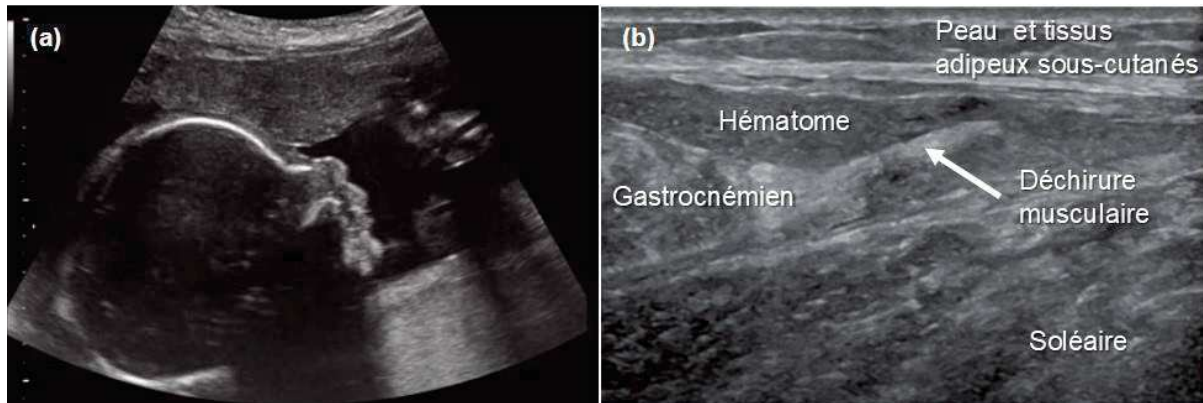 (a)
(b)
Peau et tissus
adipeux sous-cutanés
Hématome
Gastrocnémien
Déchirure
musculaire
Soléaire